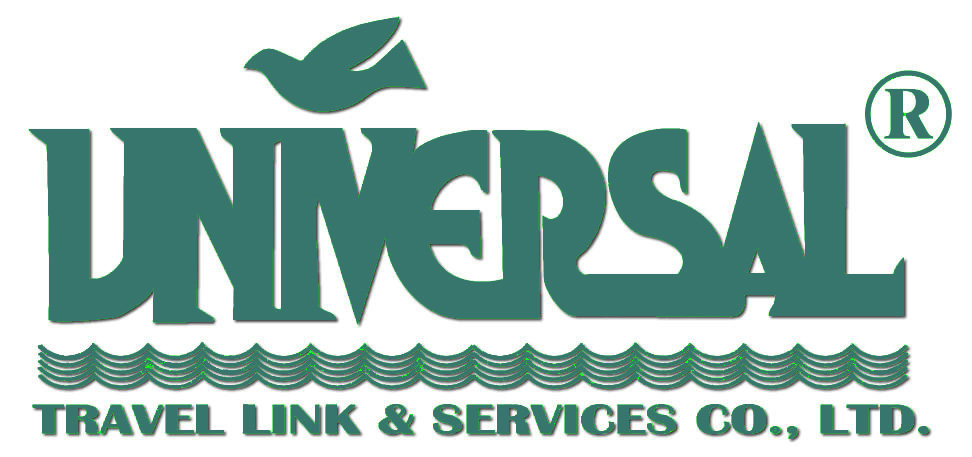 UNIVERSAL ®
TRAVEL LINK & SERVICES CO., LTD.